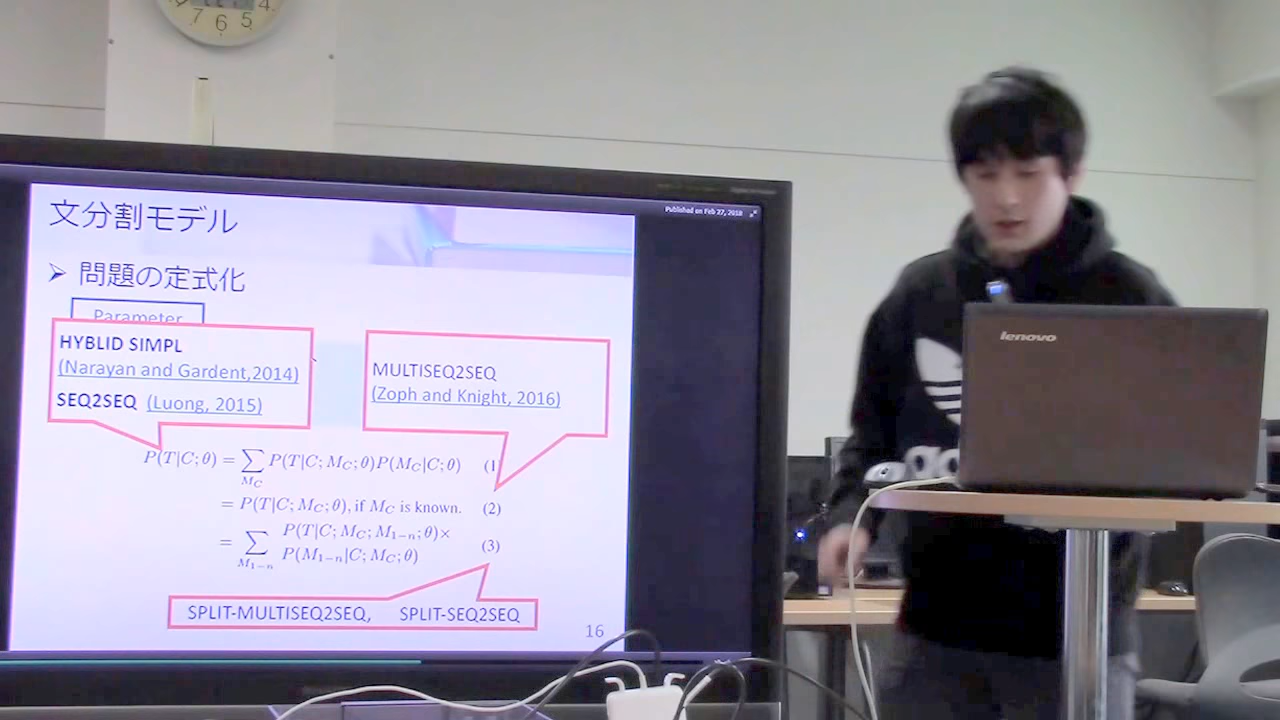 4
7 6 5
Published on Feb 27, 2018
文分割モデル
➢ 問題の定式化
Parameter
HYBLID SIMPL
(Narayan and Gardent,2014)
SEQ2SEQ (Luong, 2015)
MULTISEQ2SEQ
(Zoph and Knight, 2016)
P(T|C;θ) = ∑_{M_C} P(T|C; M_C; θ)P(M_C|C; θ) (1
= P(T|C; M_C; θ), if M_C is known. (2)
= ∑_{M_{1−n}} P(T|C; M_C; M_{1−n}; θ)×
P(M_{1−n}|C; M_C; θ) (3)
SPLIT-MULTISEQ2SEQ, SPLIT-SEQ2SEQ
16
lenovo